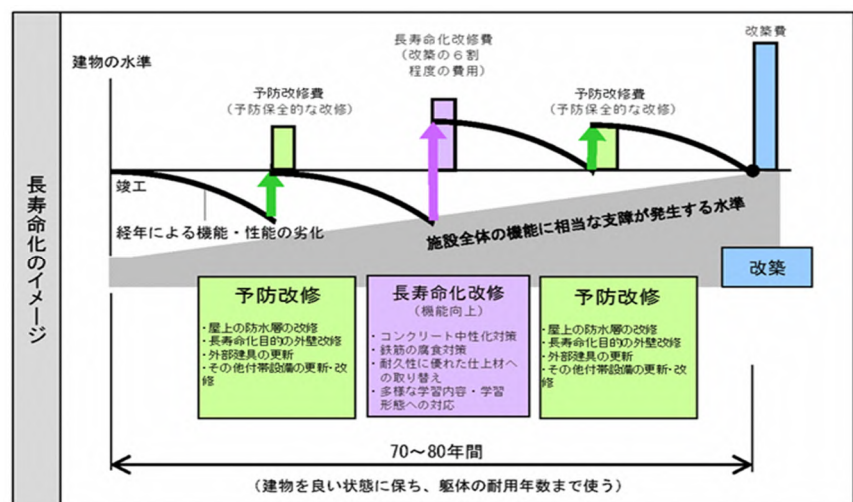 長寿命化のイメージ
建物の水準
予防改修費
(予防保全的な改修)
長寿命化改修費
(改築の6割
程度の費用)
予防改修費
(予防保全的な改修)
改築費
竣工
経年による機能・性能の劣化
施設全体の機能に相当な支障が発生する水準
改築
予防改修
・屋上の防水層の改修
・長寿命化目的の外壁改修
・外部建具の更新
・その他付帯設備の更新・改
修
長寿命化改修
(機能向上)
・コンクリート中性化対策
・鉄筋の腐食対策
・耐久性に優れた仕上材へ
の取り替え
・多様な学習内容・学習
形態への対応
予防改修
・屋上の防水層の改修
・長寿命化目的の外壁改修
・外部建具の更新
・その他付帯設備の更新・改
修
70~80年間
(建物を良い状態に保ち、躯体の耐用年数まで使う)